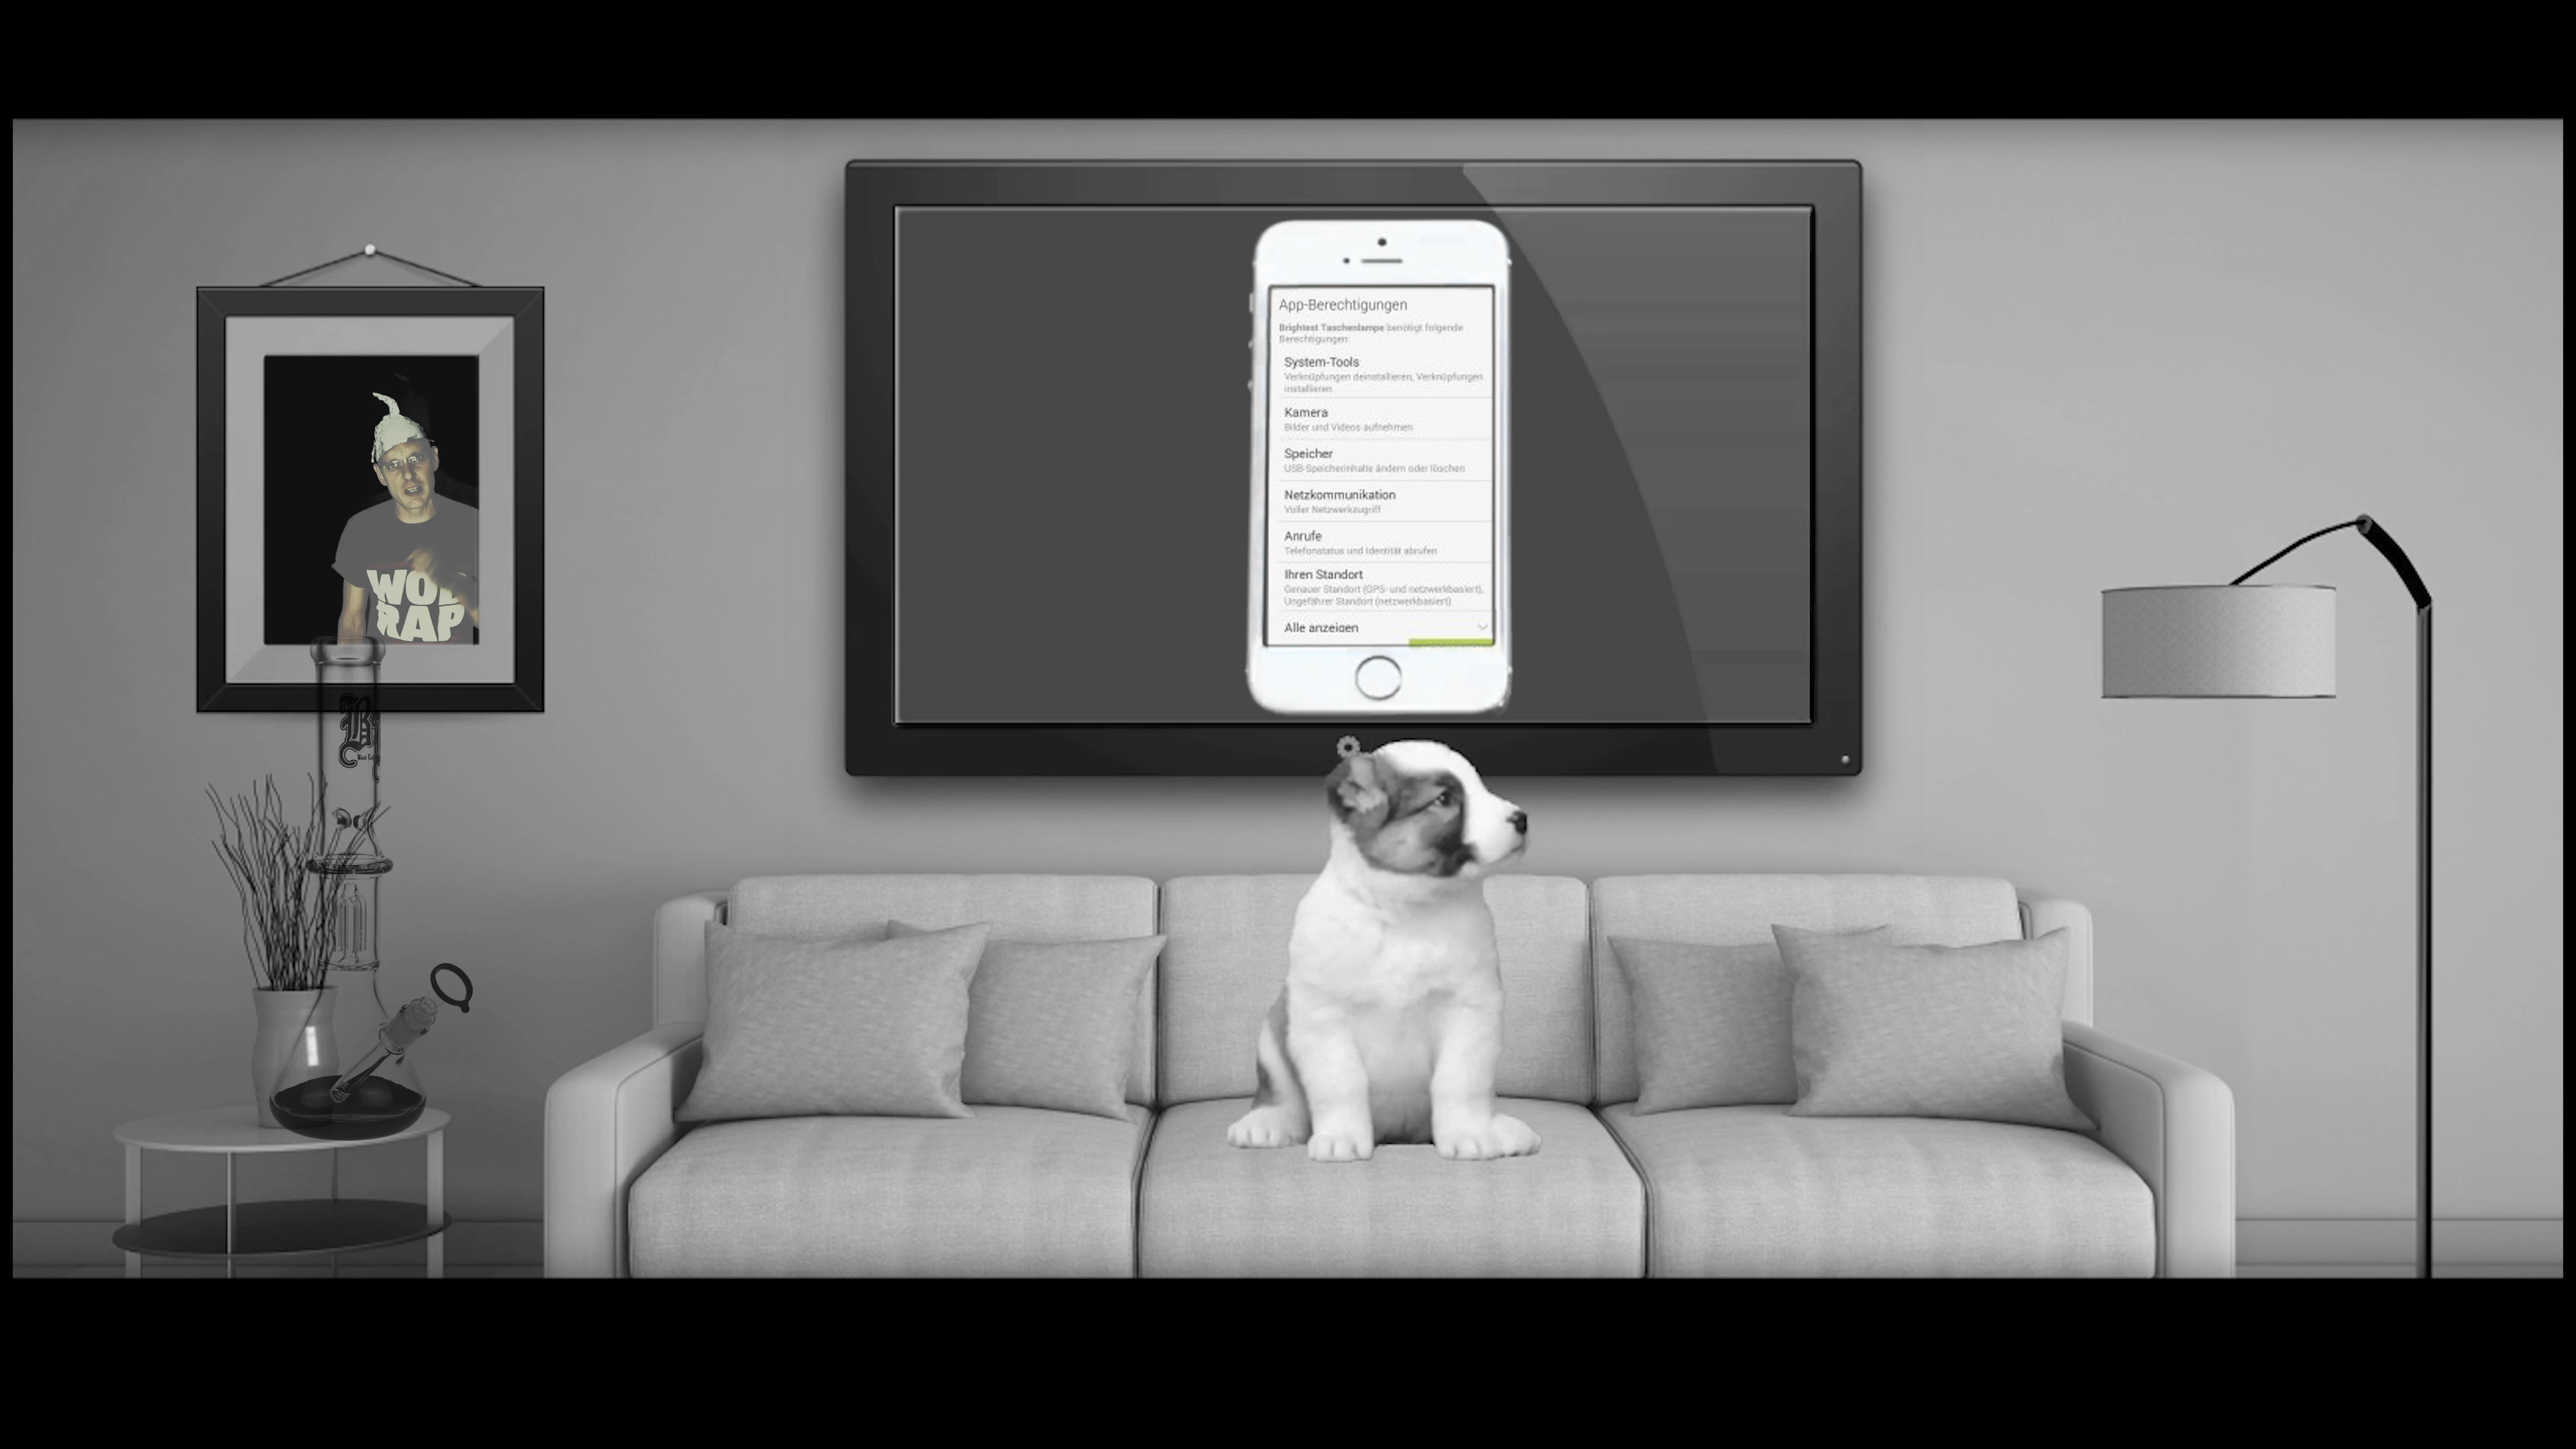 App-Berechtigungen
Brightest Taschenlampe benötigt folgende
Berechtigungen:
System-Tools
Verknüpfungen deinstallieren, Verknüpfungen
installieren
Kamera
Bilder und Videos aufnehmen
Speicher
USB-Speicherinhalte ändern oder löschen
Netzkommunikation
Voller Netzwerkzugriff
Anrufe
Telefonstatus und Identität abrufen
Ihren Standort
Genauer Standort (GPS- und netzwerkbasiert),
Ungefährer Standort (netzwerkbasiert)
Alle anzeigen
RAP